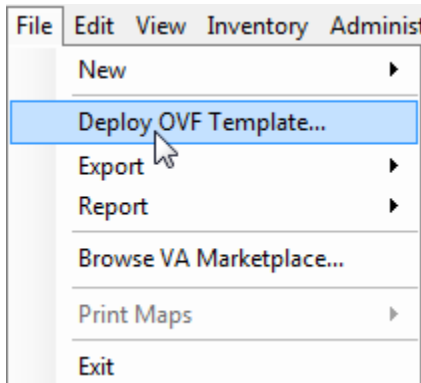 File Edit View Inventory Administ
New
Deploy OVF Template...
Export
Report
Browse VA Marketplace...
Print Maps
Exit